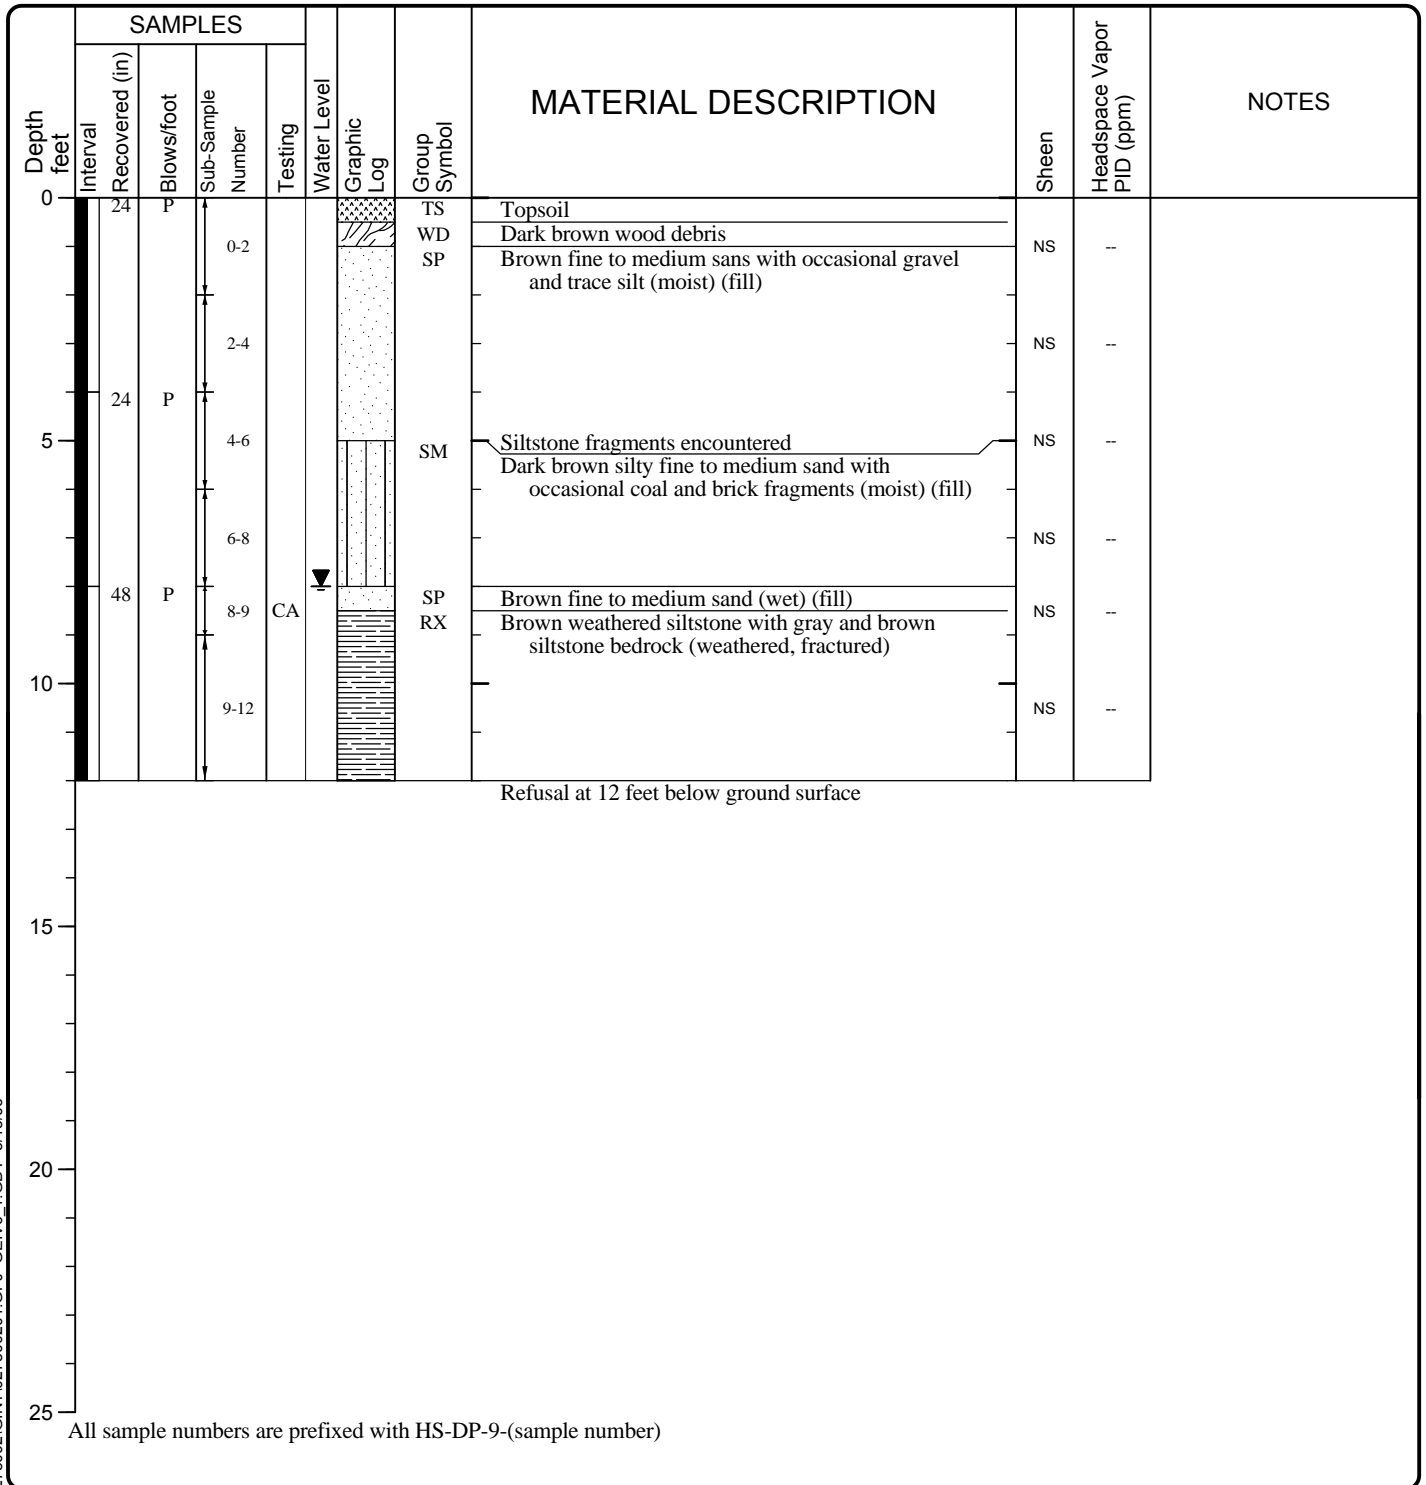 SAMPLES
Depth
feet
Interval
Recovered (in)
Blows/foot
Sub-Sample
Number
Testing
Water Level
Graphic
Log
Group
Symbol
MATERIAL DESCRIPTION
Sheen
Headspace Vapor
PID (ppm)
NOTES
0
24 P TS Topsoil
WD Dark brown wood debris
0-2 NS --
SP Brown fine to medium sans with occasional gravel
and trace silt (moist) (fill)
2-4 NS --
24 P
5 4-6 Siltstone fragments encountered NS --
SM Dark brown silty fine to medium sand with
occasional coal and brick fragments (moist) (fill)
6-8 NS --
48 P SP Brown fine to medium sand (wet) (fill)
8-9 CA NS --
RX Brown weathered siltstone with gray and brown
siltstone bedrock (weathered, fractured)
10
9-12 NS --
Refusal at 12 feet below ground surface
15
20
25
All sample numbers are prefixed with HS-DP-9-(sample number)